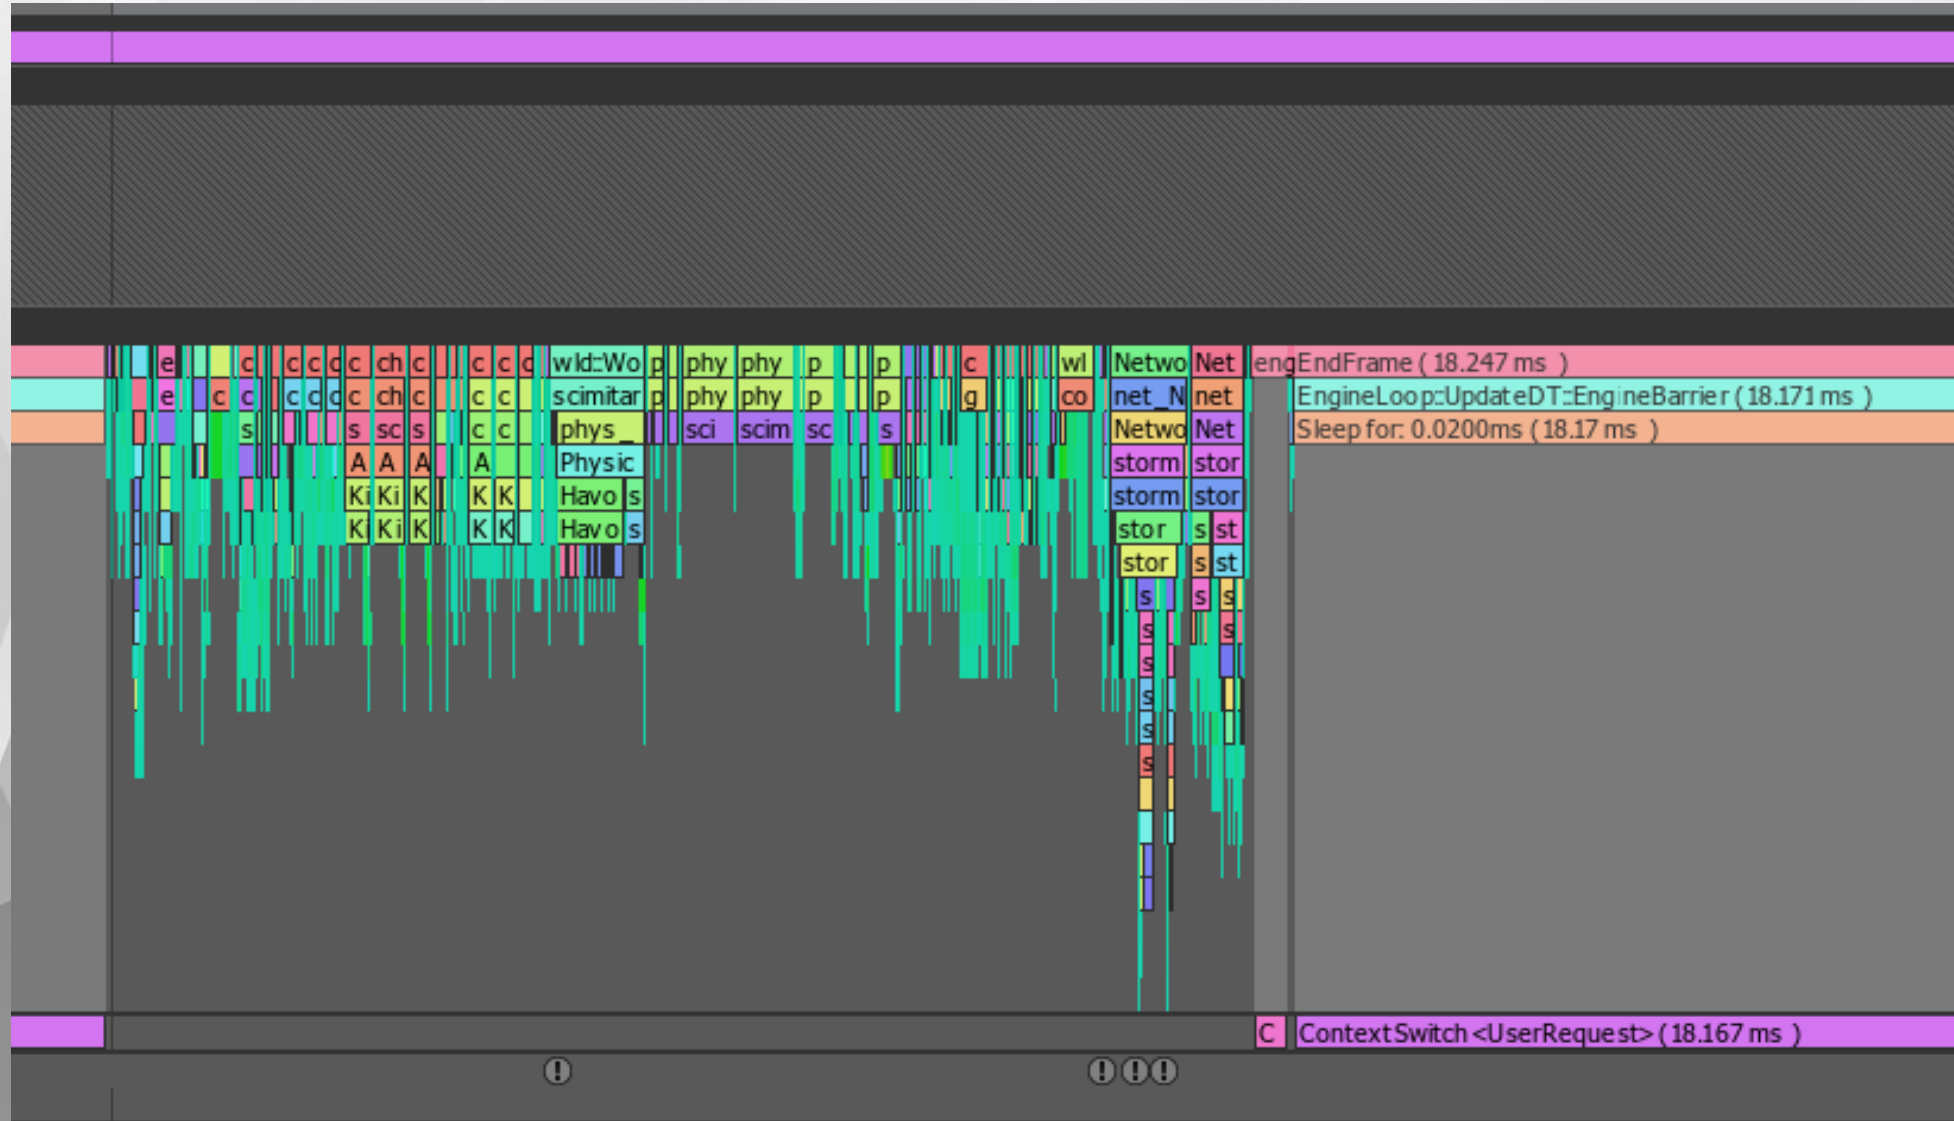 e c c c c c ch c c c c wld::Wo p phy phy p p c wl Netwo Net eng EndFrame (18.247 ms )
e c c c c c c ch c c c scimitar p phy phy p p g co net_N net EngineLoop::UpdateDT::EngineBarrier (18.171 ms )
s s sc s c c phys_ sci scim sc s Netwo Net Sleep for: 0.0200ms (18.17 ms )
A A A A Physic storm stor
Ki Ki K K K Havo s storm stor
Ki Ki K K K Havo s stor s st
stor s st
s s s
s s
s
s
s
s
C ContextSwitch <UserRequest> (18.167 ms )
! ! ! !